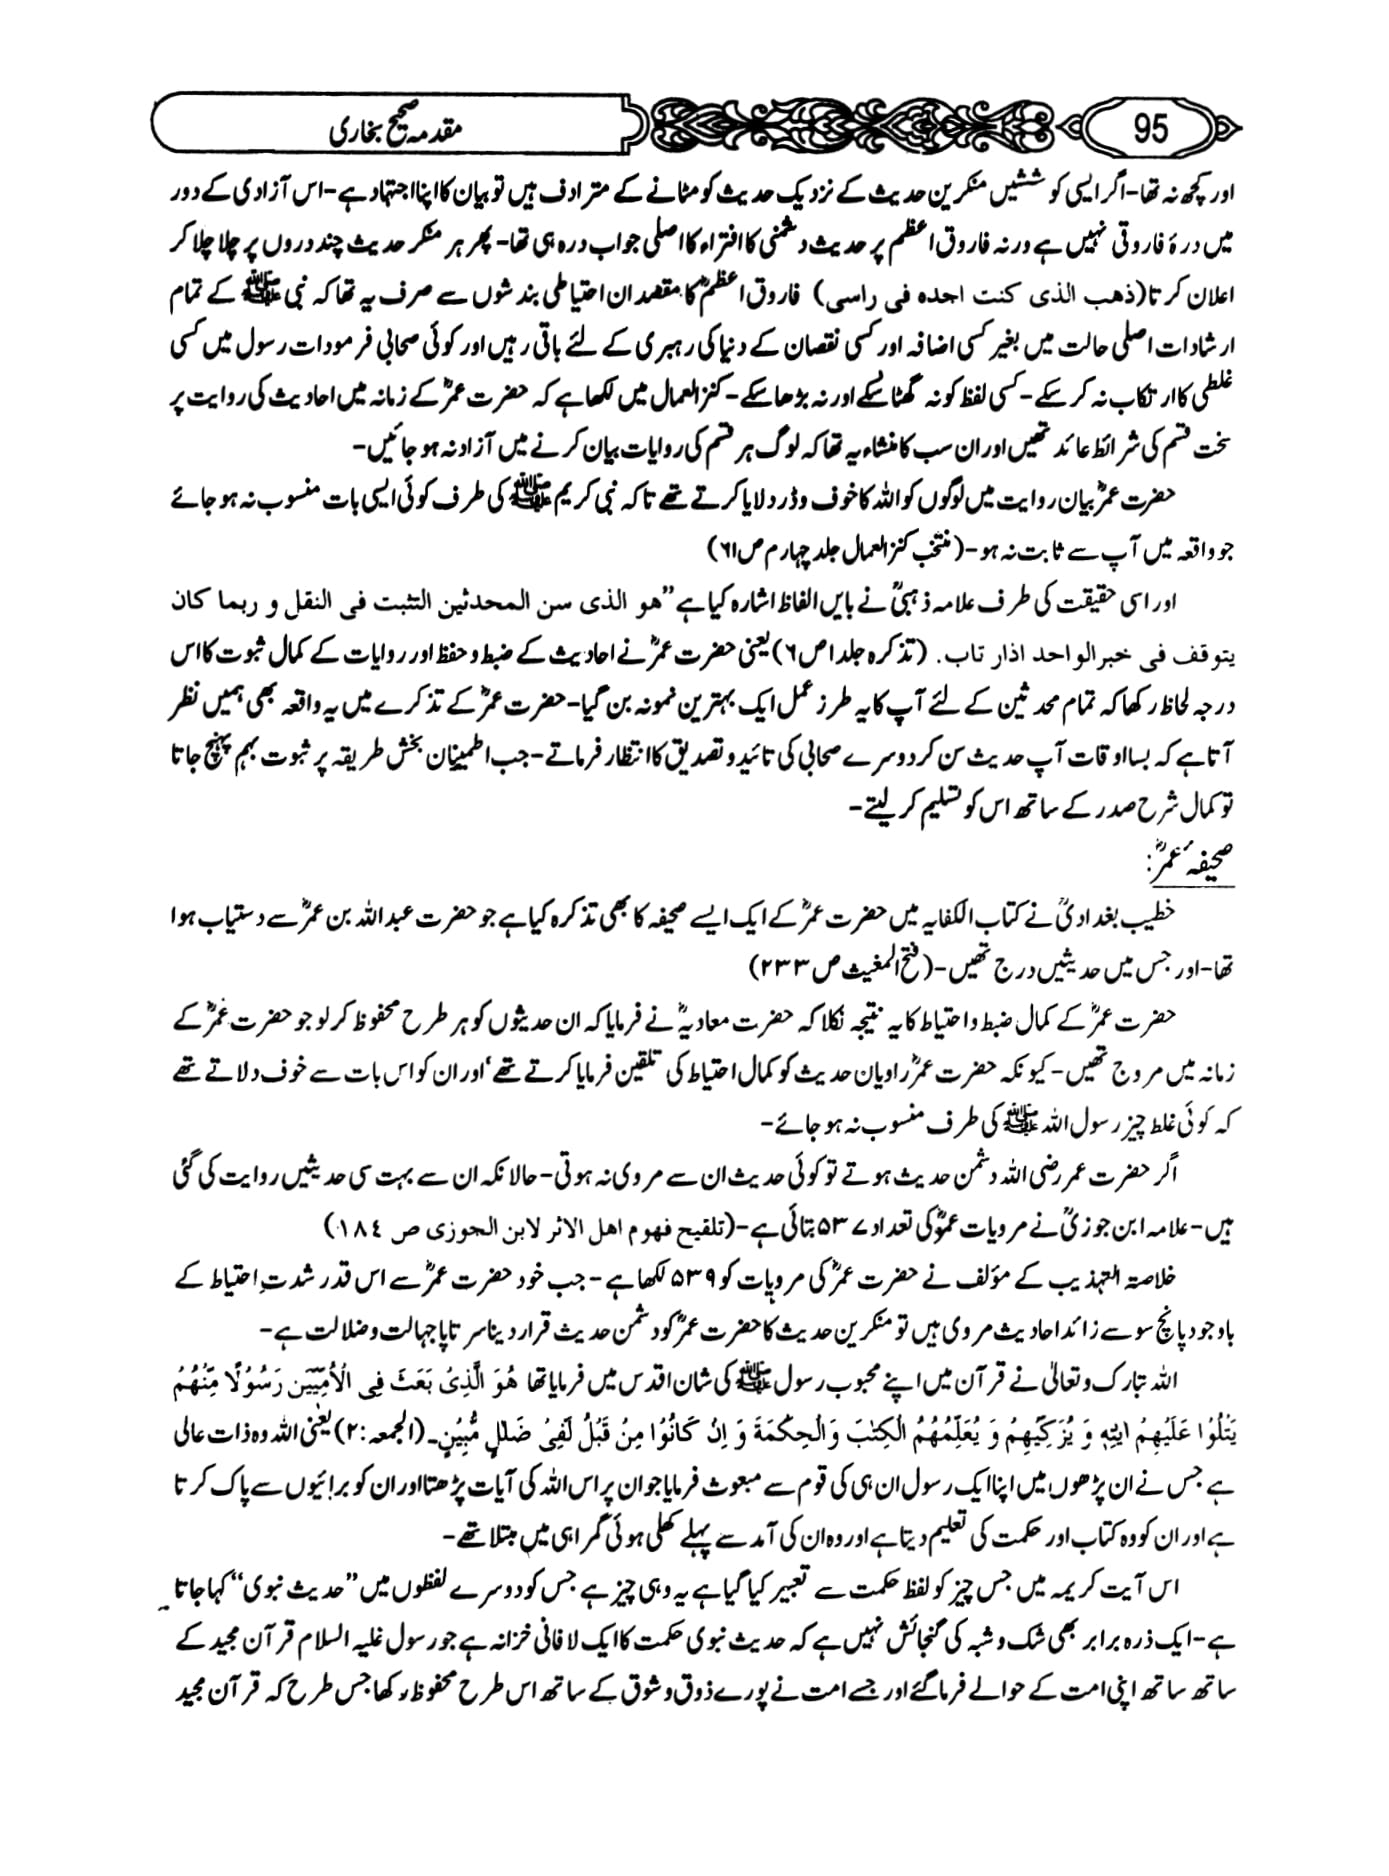 95
مقدمہ صحیح بخاری
اور کچھ نہ تھا-اگر ایسی کوششیں منکرین حدیث کے نزدیک حدیث کو مٹانے کے مترادف ہیں تو یہ ان کا اپنا اجتہاد ہے-اس آزادی کے دور
میں درۂ فاروقی نہیں ہے ورنہ فاروق اعظم پر حدیث دشمنی کا افتراء کا اصلی جواب درہ ہی تھا-پھر ہر منکر حدیث چند دروں پر چلا چلا کر
اعلان کرتا(ذهب الذی کنت اجده فی راسی) فاروق اعظمؓ کا مقصد ان احتیاطی بندشوں سے صرف یہ تھا کہ نبی ﷺ کے تمام
ارشادات اصلی حالت میں بغیر کسی اضافہ اور کسی نقصان کے دنیا کی رہبری کے لئے باقی رہیں اور کوئی صحابی فرمودات رسول میں کسی
غلطی کا ارتکاب نہ کر سکے-کسی لفظ کو نہ گھٹا سکے اور نہ بڑھا سکے-کنزالعمال میں لکھا ہے کہ حضرت عمرؓ کے زمانہ میں احادیث کی روایت پر
سخت قسم کی شرائط عائد تھیں اور ان سب کا منشاء یہ تھا کہ لوگ ہر قسم کی روایات بیان کرنے میں آزاد نہ ہو جائیں-
حضرت عمرؓ بیان روایت میں لوگوں کو اللہ کا خوف و ڈر دلایا کرتے تھے تاکہ نبی کریم ﷺ کی طرف کوئی ایسی بات منسوب نہ ہو جائے
جو واقعہ میں آپ سے ثابت نہ ہو-(منتخب کنزالعمال جلد چہارم ص ۶۱)
اور اسی حقیقت کی طرف علامہ ذہبیؒ نے بایں الفاظ اشارہ کیا ہے ”هو الذی سن المحدثین التثبت فی النقل و ربما کان
یتوقف فی خبر الواحد اذار تاب. (تذکرہ جلد ا ص ۶) یعنی حضرت عمرؓ نے احادیث کے ضبط و حفظ اور روایات کے کمال ثبوت کا اس
درجہ لحاظ رکھا کہ تمام محدثین کے لئے آپ کا یہ طرز عمل ایک بہترین نمونہ بن گیا-حضرت عمرؓ کے تذکرے میں یہ واقعہ بھی ہمیں نظر
آتا ہے کہ بسا اوقات آپ حدیث سن کر دوسرے صحابی کی تائید و تصدیق کا انتظار فرماتے-جب اطمینان بخش طریقہ پر ثبوت بہم پہنچ جاتا
تو کمال شرح صدر کے ساتھ اس کو تسلیم کر لیتے-
صحیفہ عمرؓ:
خطیب بغدادیؒ نے کتاب الکفایہ میں حضرت عمرؓ کے ایک ایسے صحیفہ کا بھی تذکرہ کیا ہے جو حضرت عبداللہ بن عمرؓ سے دستیاب ہوا
تھا-اور جس میں حدیثیں درج تھیں-(فتح المغیث ص ۲۳۳)
حضرت عمرؓ کے کمال ضبط و احتیاط کا یہ نتیجہ نکلا کہ حضرت معاویہؓ نے فرمایا کہ ان حدیثوں کو ہر طرح محفوظ کر لو جو حضرت عمرؓ کے
زمانہ میں مروج تھیں-کیونکہ حضرت عمرؓ راویان حدیث کو کمال احتیاط کی تلقین فرمایا کرتے تھے‘ اور ان کو اس بات سے خوف دلاتے تھے
کہ کوئی غلط چیز رسول اللہ ﷺ کی طرف منسوب نہ ہو جائے-
اگر حضرت عمر رضی اللہ دشمن حدیث ہوتے تو کوئی حدیث ان سے مروی نہ ہوتی-حالانکہ ان سے بہت سی حدیثیں روایت کی گئی
ہیں-علامہ ابن جوزیؒ نے مرویات عمرؓ کی تعداد ۵۳۷ بتائی ہے-(تلقیح فهوم اهل الاثر لابن الجوزی ص ۱۸٤)
خلاصۃ التہذیب کے مؤلف نے حضرت عمرؓ کی مرویات کو ۵۳۹ لکھا ہے-جب خود حضرت عمرؓ سے اس قدر شدتِ احتیاط کے
باوجود پانچ سو سے زائد احادیث مروی ہیں تو منکرین حدیث کا حضرت عمرؓ کو دشمن حدیث قرار دینا سرتاپا جہالت و ضلالت ہے-
اللہ تبارک و تعالیٰ نے قرآن میں اپنے محبوب رسول ﷺ کی شان اقدس میں فرمایا تھا هُوَ الَّذِیْ بَعَثَ فِی الْاُمِّیّٖنَ رَسُوْلًا مِّنْهُمْ
یَتْلُوْا عَلَیْهِمْ اٰیٰتِهٖ وَ یُزَكِّیْهِمْ وَ یُعَلِّمُهُمُ الْكِتٰبَ وَالْحِكْمَةَ وَ اِنْ كَانُوْا مِنْ قَبْلُ لَفِیْ ضَلٰلٍ مُّبِیْنٍ۔ (الجمعہ:۲) یعنی اللہ وہ ذات عالی
ہے جس نے ان پڑھوں میں اپنا ایک رسول ان ہی کی قوم سے مبعوث فرمایا جو ان پر اس اللہ کی آیات پڑھتا اور ان کو برائیوں سے پاک کرتا
ہے اور ان کو وہ کتاب اور حکمت کی تعلیم دیتا ہے اور وہ ان کی آمد سے پہلے کھلی ہوئی گمراہی میں مبتلا تھے-
اس آیت کریمہ میں جس چیز کو لفظ حکمت سے تعبیر کیا گیا ہے یہ وہی چیز ہے جس کو دوسرے لفظوں میں ”حدیث نبوی“ کہا جاتا
ہے-ایک ذرہ برابر بھی شک و شبہ کی گنجائش نہیں ہے کہ حدیث نبوی حکمت کا ایک لافانی خزانہ ہے جو رسول علیہ السلام قرآن مجید کے
ساتھ ساتھ اپنی امت کے حوالے فرما گئے اور جسے امت نے پورے ذوق و شوق کے ساتھ اس طرح محفوظ رکھا جس طرح کہ قرآن مجید